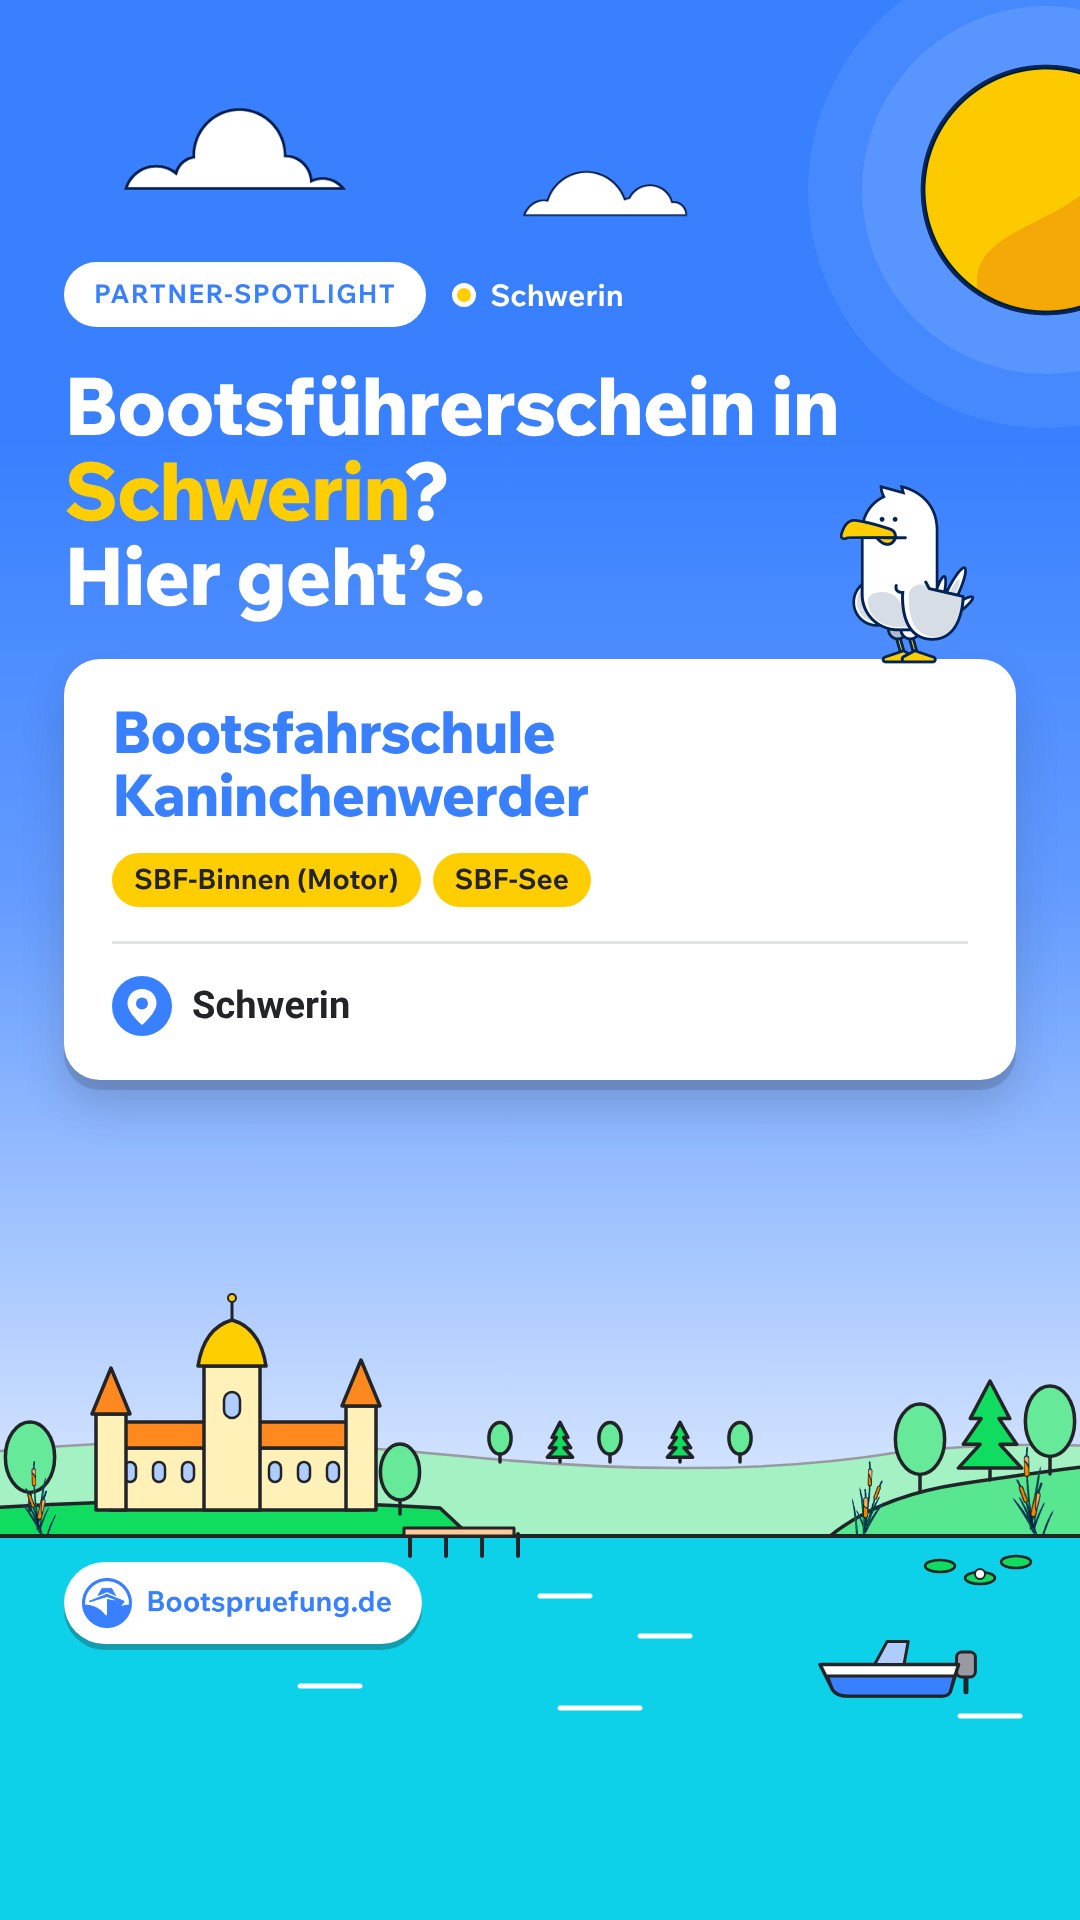 PARTNER-SPOTLIGHT
Schwerin
Bootsführerschein in
Schwerin?
Hier geht’s.
Bootsfahrschule
Kaninchenwerder
SBF-Binnen (Motor)
SBF-See
Schwerin
Bootspruefung.de